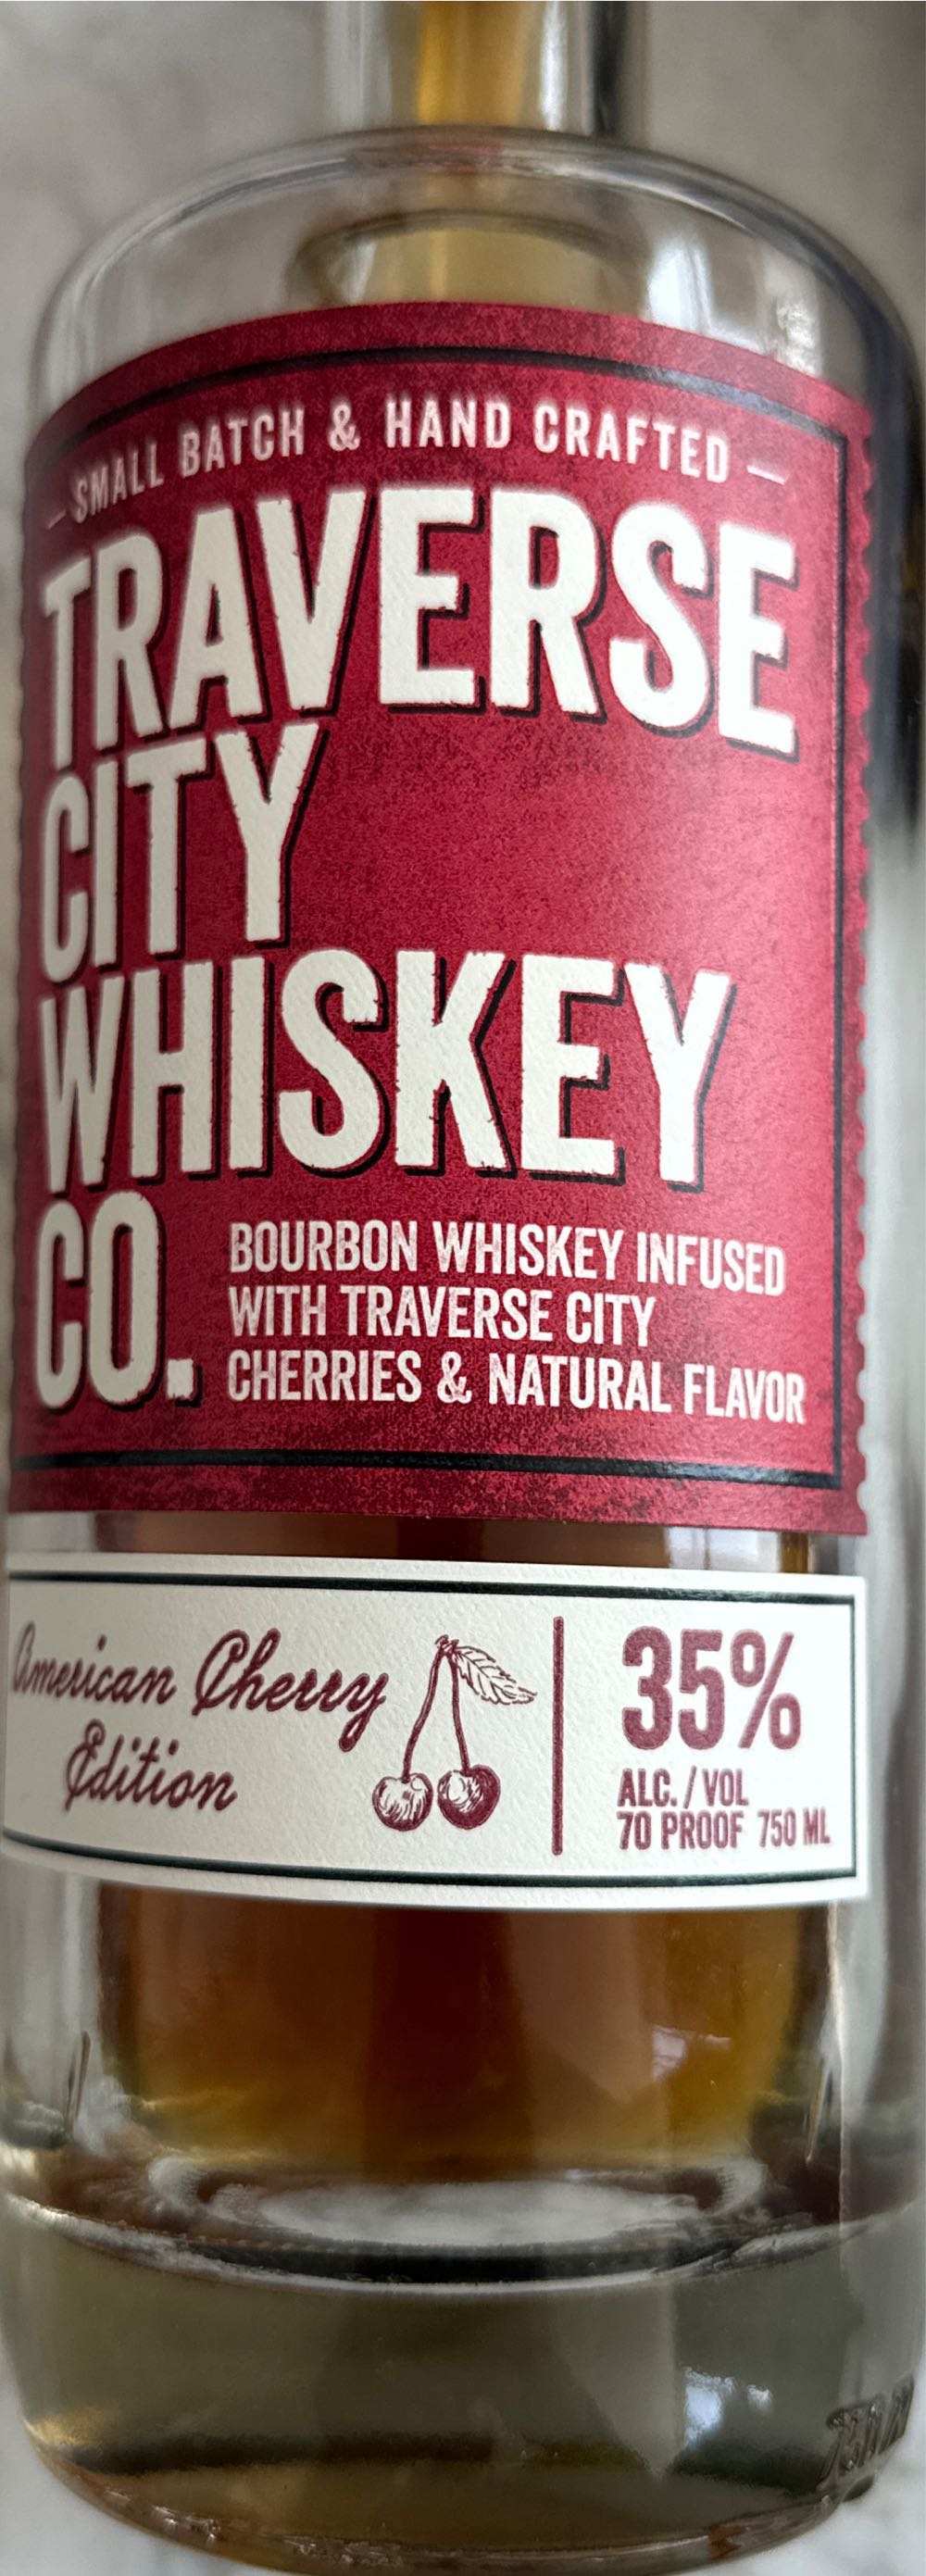 — SMALL BATCH & HAND CRAFTED —
TRAVERSE
CITY
WHISKEY
CO.
BOURBON WHISKEY INFUSED
WITH TRAVERSE CITY
CHERRIES & NATURAL FLAVOR
American Cherry
Edition
35%
ALC. / VOL
70 PROOF 750 ML